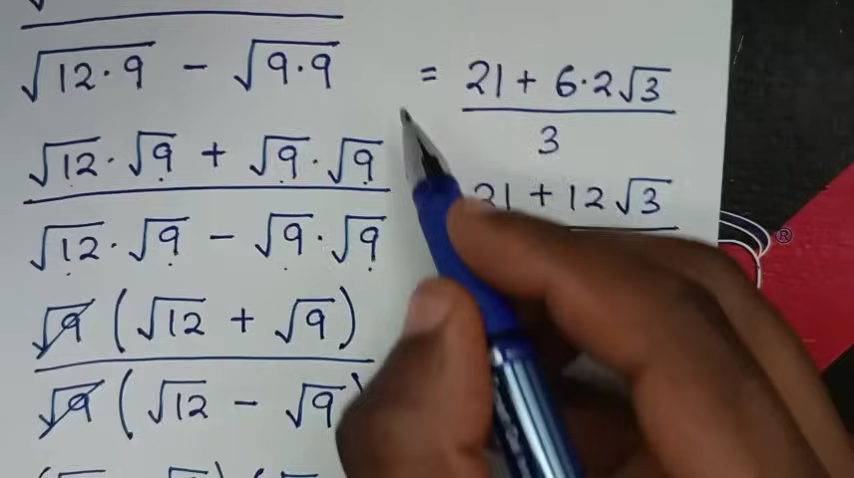 √12·9 − √9·9
√12·√9 + √9·√9
√12·√9 − √9·√9
√9 (√12 + √9)
√9 (√12 − √9)
= 21 + 6·2√3
3
21 + 12√3
®